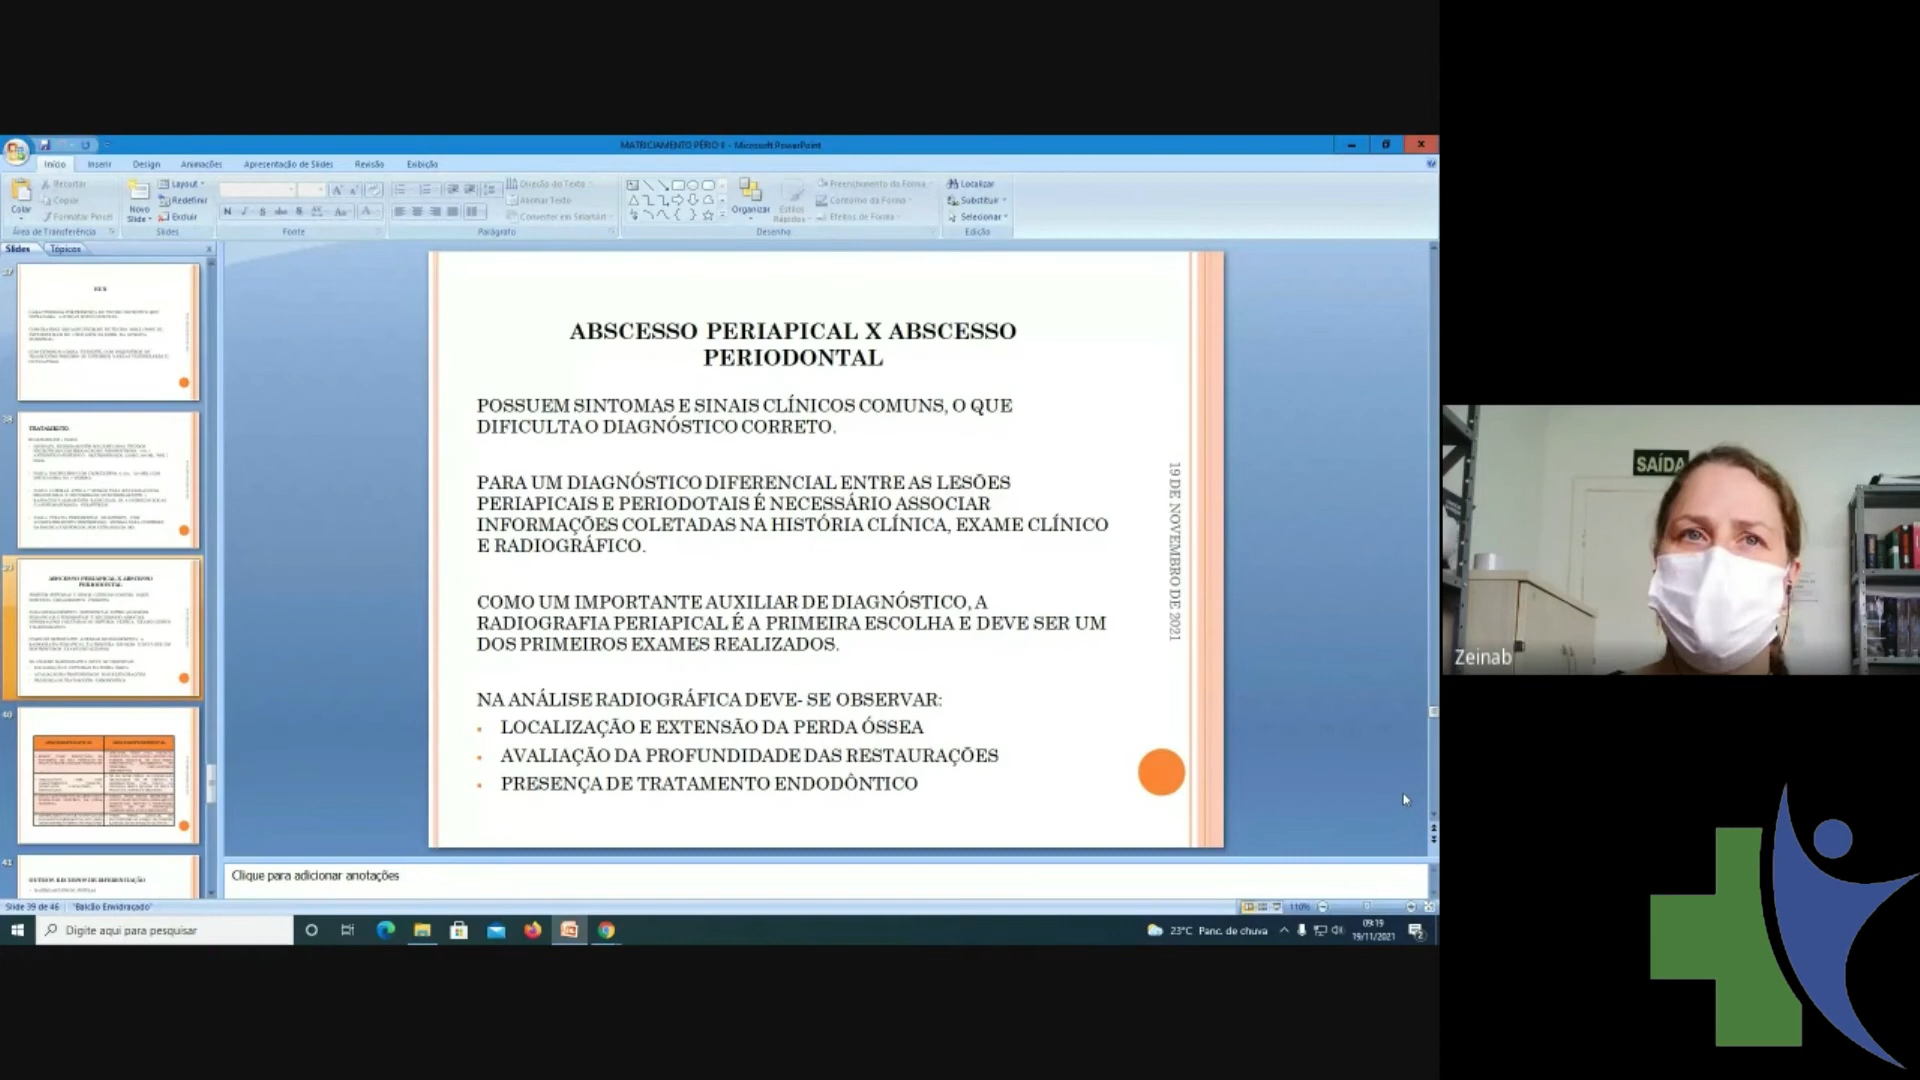 MATRICIAMENTO PÉRIO II - Microsoft PowerPoint
Início Inserir Design Animações Apresentação de Slides Revisão Exibição
Colar
Recortar
Copiar
Formatar Pincel
Área de Transferência
Novo Slide
Layout
Redefinir
Excluir
Slides
Fonte
Direção do Texto
Alinhar Texto
Converter em SmartArt
Parágrafo
Organizar
Estilos Rápidos
Preenchimento da Forma
Contorno da Forma
Efeitos de Forma
Desenho
Localizar
Substituir
Selecionar
Edição
Slides Tópicos
37
38
TRATAMENTO
39
40
41
ABSCESSO PERIAPICAL X ABSCESSO
PERIODONTAL
POSSUEM SINTOMAS E SINAIS CLÍNICOS COMUNS, O QUE
DIFICULTA O DIAGNÓSTICO CORRETO.
PARA UM DIAGNÓSTICO DIFERENCIAL ENTRE AS LESÕES
PERIAPICAIS E PERIODOTAIS É NECESSÁRIO ASSOCIAR
INFORMAÇÕES COLETADAS NA HISTÓRIA CLÍNICA, EXAME CLÍNICO
E RADIOGRÁFICO.
COMO UM IMPORTANTE AUXILIAR DE DIAGNÓSTICO, A
RADIOGRAFIA PERIAPICAL É A PRIMEIRA ESCOLHA E DEVE SER UM
DOS PRIMEIROS EXAMES REALIZADOS.
NA ANÁLISE RADIOGRÁFICA DEVE- SE OBSERVAR:
LOCALIZAÇÃO E EXTENSÃO DA PERDA ÓSSEA
AVALIAÇÃO DA PROFUNDIDADE DAS RESTAURAÇÕES
PRESENÇA DE TRATAMENTO ENDODÔNTICO
19 DE NOVEMBRO DE 2021
Clique para adicionar anotações
Slide 39 de 46 "Balcão Envidraçado"
110%
Digite aqui para pesquisar
23°C Panc. de chuva
09:19
19/11/2021
2
SAÍDA
Zeinab